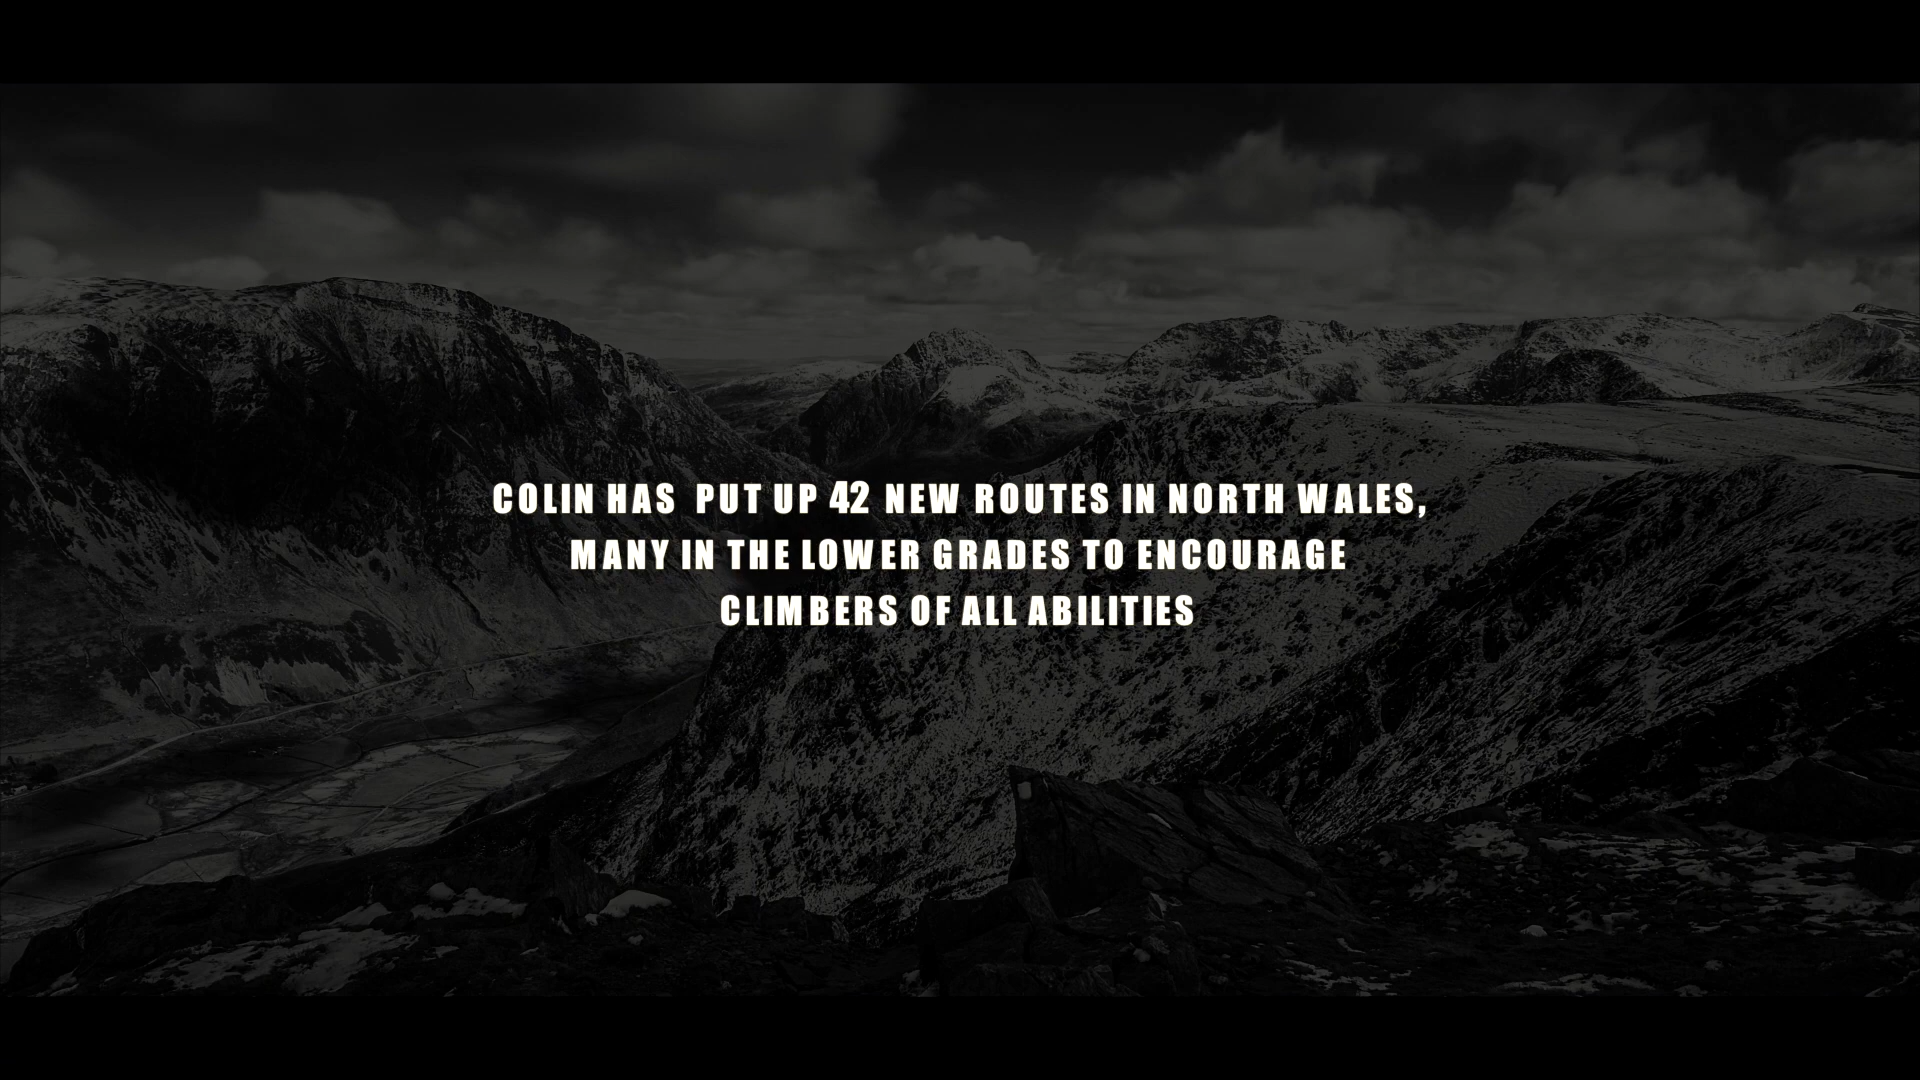 COLIN HAS  PUT UP 42 NEW ROUTES IN NORTH WALES,
MANY IN THE LOWER GRADES TO ENCOURAGE
CLIMBERS OF ALL ABILITIES